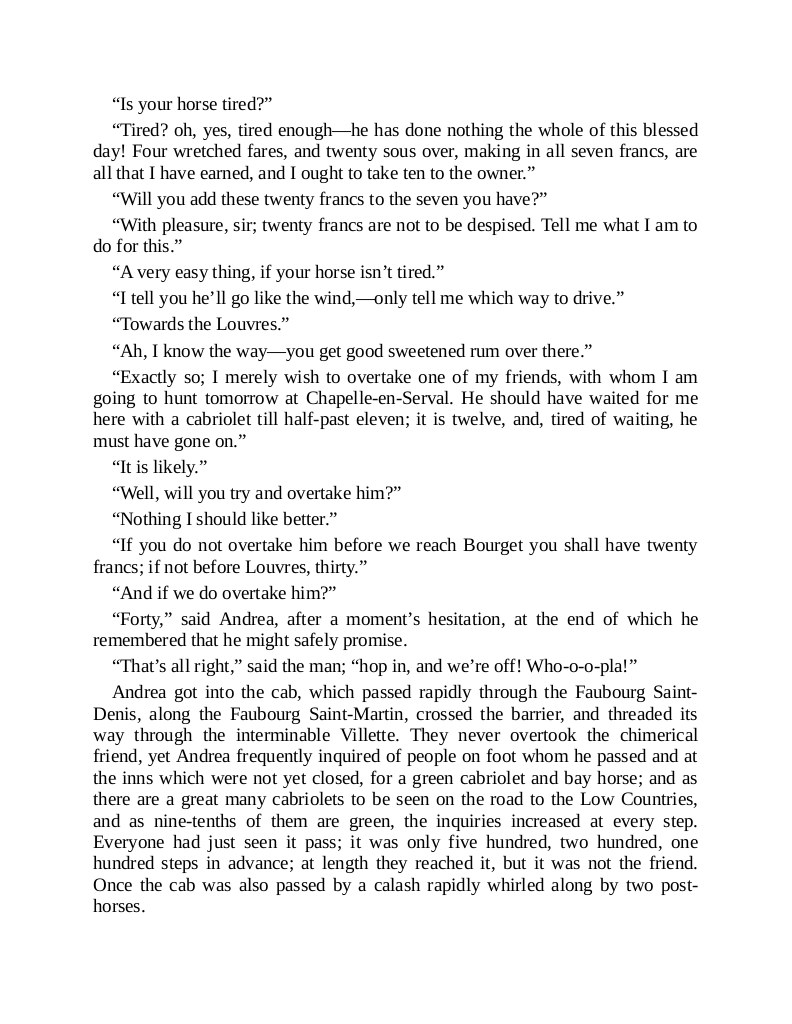 “Is your horse tired?”
“Tired? oh, yes, tired enough—he has done nothing the whole of this blessed
day! Four wretched fares, and twenty sous over, making in all seven francs, are
all that I have earned, and I ought to take ten to the owner.”
“Will you add these twenty francs to the seven you have?”
“With pleasure, sir; twenty francs are not to be despised. Tell me what I am to
do for this.”
“A very easy thing, if your horse isn’t tired.”
“I tell you he’ll go like the wind,—only tell me which way to drive.”
“Towards the Louvres.”
“Ah, I know the way—you get good sweetened rum over there.”
“Exactly so; I merely wish to overtake one of my friends, with whom I am
going to hunt tomorrow at Chapelle-en-Serval. He should have waited for me
here with a cabriolet till half-past eleven; it is twelve, and, tired of waiting, he
must have gone on.”
“It is likely.”
“Well, will you try and overtake him?”
“Nothing I should like better.”
“If you do not overtake him before we reach Bourget you shall have twenty
francs; if not before Louvres, thirty.”
“And if we do overtake him?”
“Forty,” said Andrea, after a moment’s hesitation, at the end of which he
remembered that he might safely promise.
“That’s all right,” said the man; “hop in, and we’re off! Who-o-o-pla!”
Andrea got into the cab, which passed rapidly through the Faubourg Saint-
Denis, along the Faubourg Saint-Martin, crossed the barrier, and threaded its
way through the interminable Villette. They never overtook the chimerical
friend, yet Andrea frequently inquired of people on foot whom he passed and at
the inns which were not yet closed, for a green cabriolet and bay horse; and as
there are a great many cabriolets to be seen on the road to the Low Countries,
and as nine-tenths of them are green, the inquiries increased at every step.
Everyone had just seen it pass; it was only five hundred, two hundred, one
hundred steps in advance; at length they reached it, but it was not the friend.
Once the cab was also passed by a calash rapidly whirled along by two post-
horses.